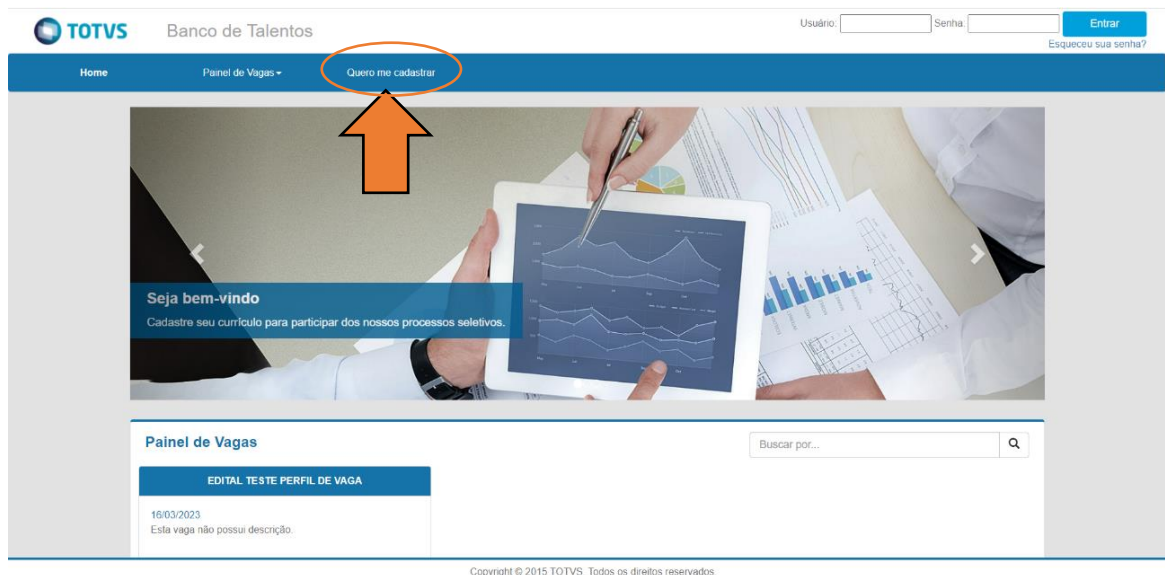 TOTVS Banco de Talentos Usuário: Senha: Entrar
Esqueceu sua senha?
Home Painel de Vagas Quero me cadastrar
Seja bem-vindo
Cadastre seu currículo para participar dos nossos processos seletivos.
Painel de Vagas Buscar por...
EDITAL TESTE PERFIL DE VAGA
16/03/2023
Esta vaga não possui descrição.
Copyright © 2015 TOTVS. Todos os direitos reservados